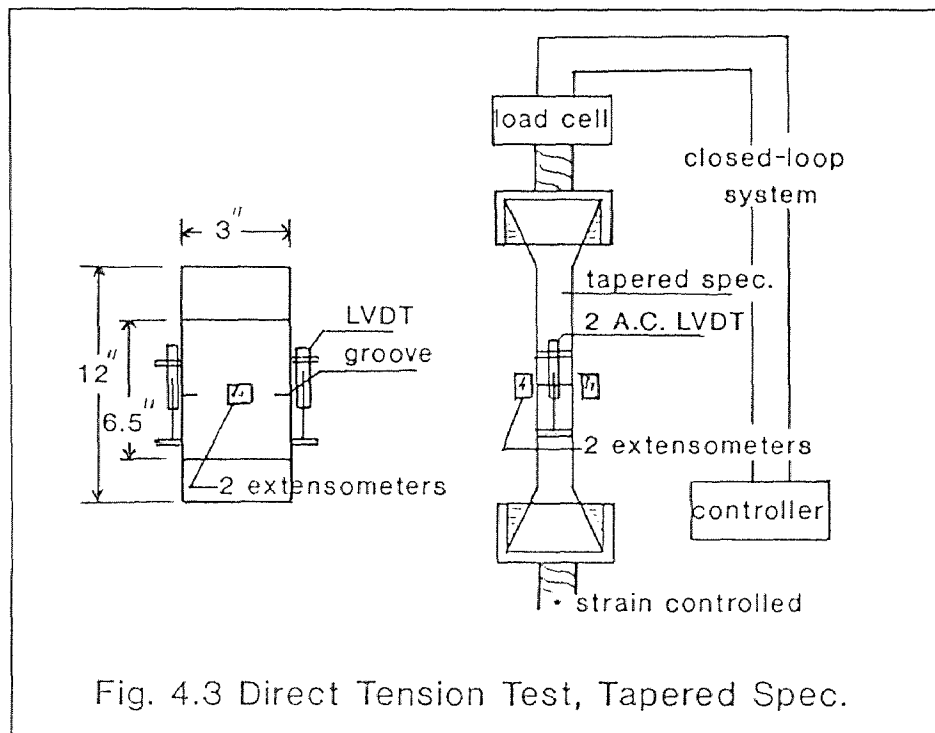 3"
12"
6.5"
LVDT
groove
2 extensometers
load cell
closed-loop
system
tapered spec.
2 A.C. LVDT
2 extensometers
controller
* strain controlled
Fig. 4.3 Direct Tension Test, Tapered Spec.